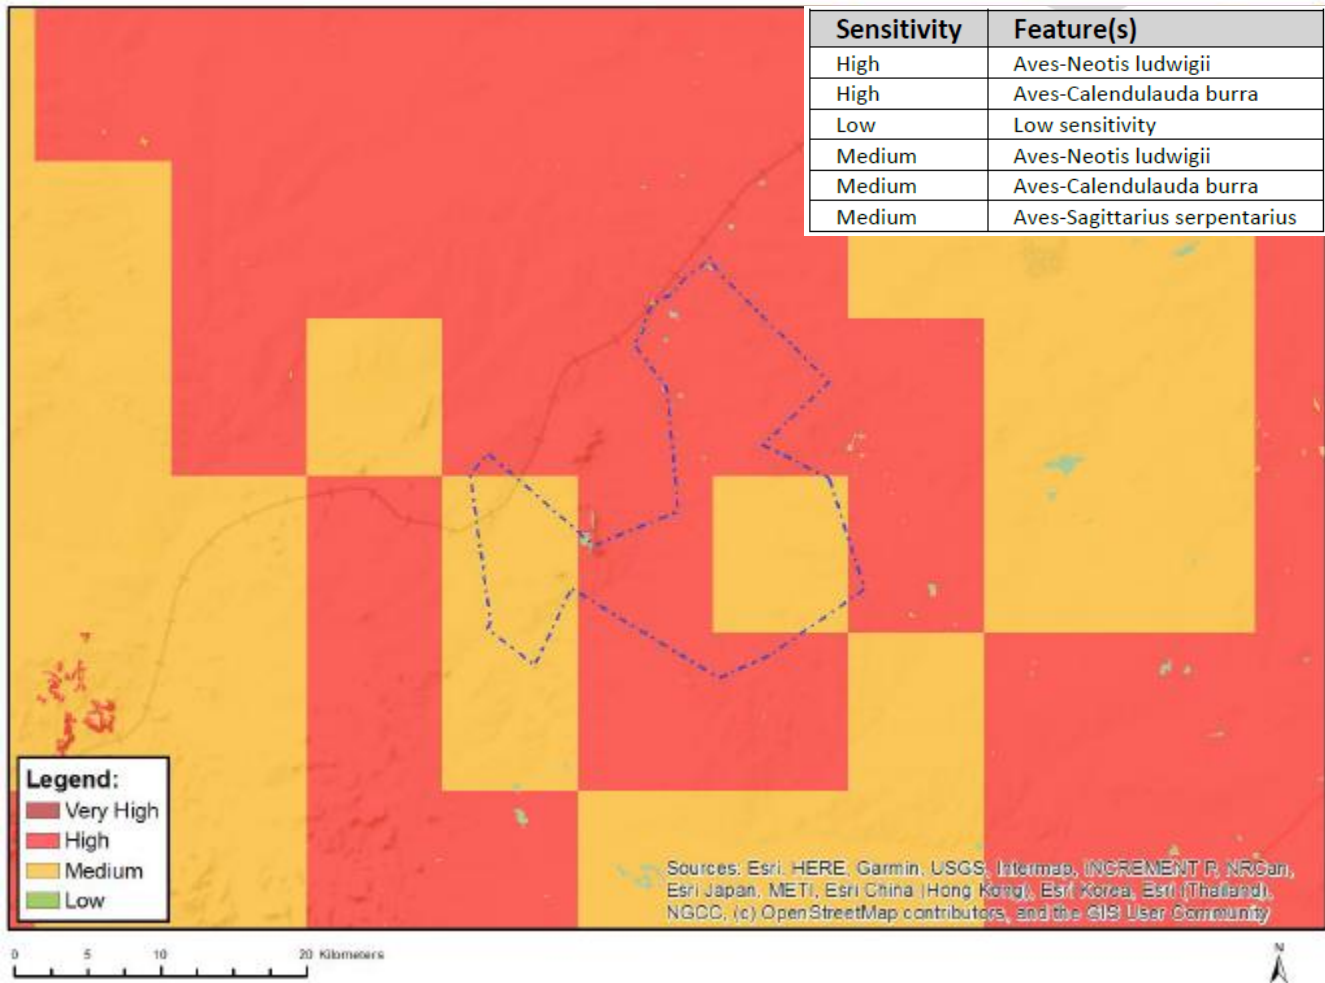 Sensitivity Feature(s)
High Aves-Neotis ludwigii
High Aves-Calendulauda burra
Low Low sensitivity
Medium Aves-Neotis ludwigii
Medium Aves-Calendulauda burra
Medium Aves-Sagittarius serpentarius
Legend:
Very High
High
Medium
Low
Sources: Esri, HERE, Garmin, USGS, Intermap, INCREMENT P, NRCan,
Esri Japan, METI, Esri China (Hong Kong), Esri Korea, Esri (Thailand),
NGCC, (c) OpenStreetMap contributors, and the GIS User Community
0 5 10 20 Kilometers
N